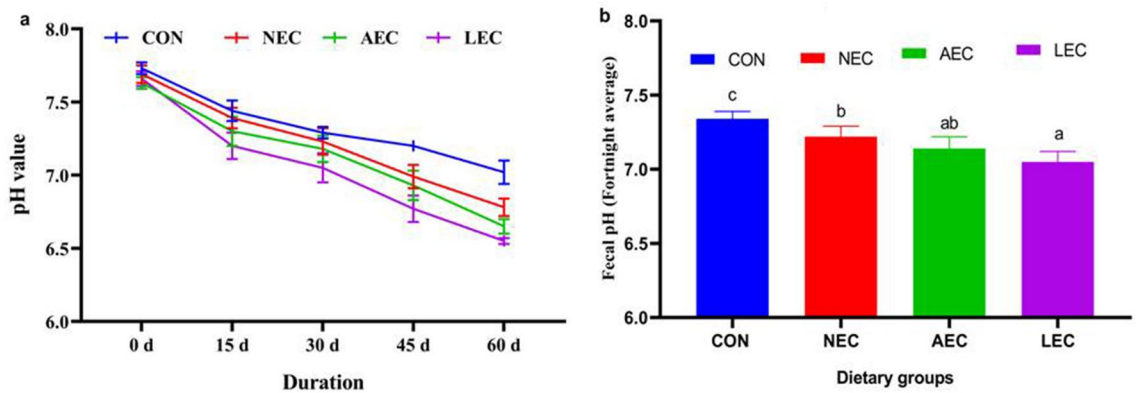 a
CON NEC AEC LEC
pH value
8.0
7.5
7.0
6.5
6.0
0 d 15 d 30 d 45 d 60 d
Duration
b
CON NEC AEC LEC
Fecal pH (Fortnight average)
8.0
7.5
7.0
6.5
6.0
c b ab a
CON NEC AEC LEC
Dietary groups